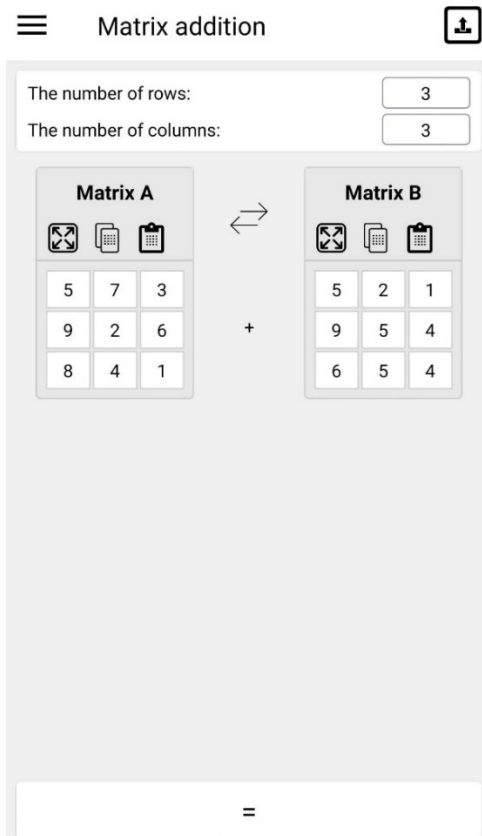 Matrix addition
The number of rows: 3
The number of columns: 3
Matrix A Matrix B
5 7 3 5 2 1
9 2 6 + 9 5 4
8 4 1 6 5 4
=